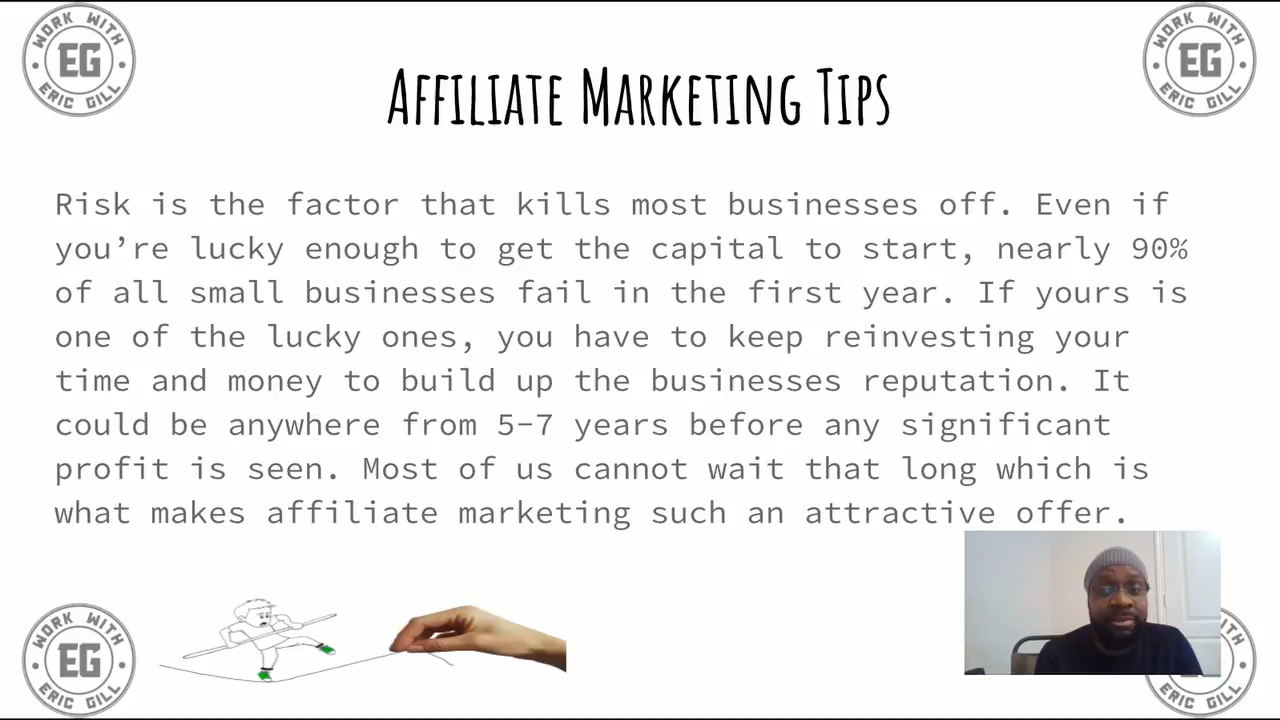 WORK WITH
EG
ERIC GILL
WORK WITH
EG
ERIC GILL
Affiliate Marketing Tips
Risk is the factor that kills most businesses off. Even if
you’re lucky enough to get the capital to start, nearly 90%
of all small businesses fail in the first year. If yours is
one of the lucky ones, you have to keep reinvesting your
time and money to build up the businesses reputation. It
could be anywhere from 5-7 years before any significant
profit is seen. Most of us cannot wait that long which is
what makes affiliate marketing such an attractive offer.
WORK WITH
EG
ERIC GILL
ERIC GILL